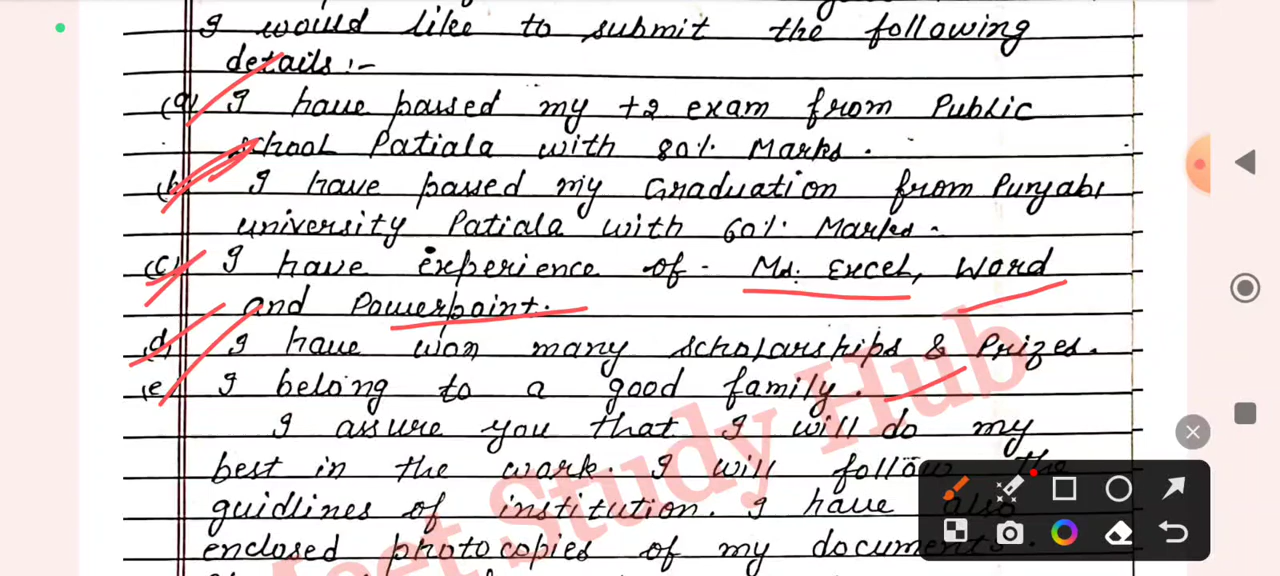 I would like to submit the following
details :-
(a) I have passed my +2 exam from Public
school Patiala with 80% Marks.
(b) I have passed my Graduation from Punjabi
university Patiala with 60% Marks.
(c) I have experience of Ms. Excel, Word
and Powerpoint.
(d) I have won many scholarships & Prizes.
(e) I belong to a good family.
I assure you that I will do my
best in the work. I will follow the
guidlines of institution. I have also
enclosed photocopies of my documents.
eet Study Hub